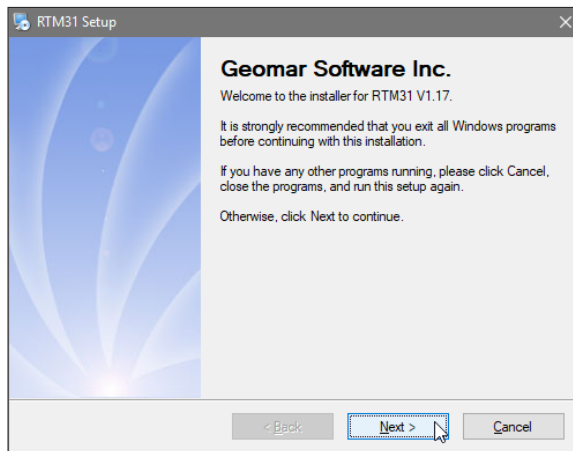 RTM31 Setup
Geomar Software Inc.
Welcome to the installer for RTM31 V1.17.
It is strongly recommended that you exit all Windows programs
before continuing with this installation.
If you have any other programs running, please click Cancel,
close the programs, and run this setup again.
Otherwise, click Next to continue.
< Back
Next >
Cancel